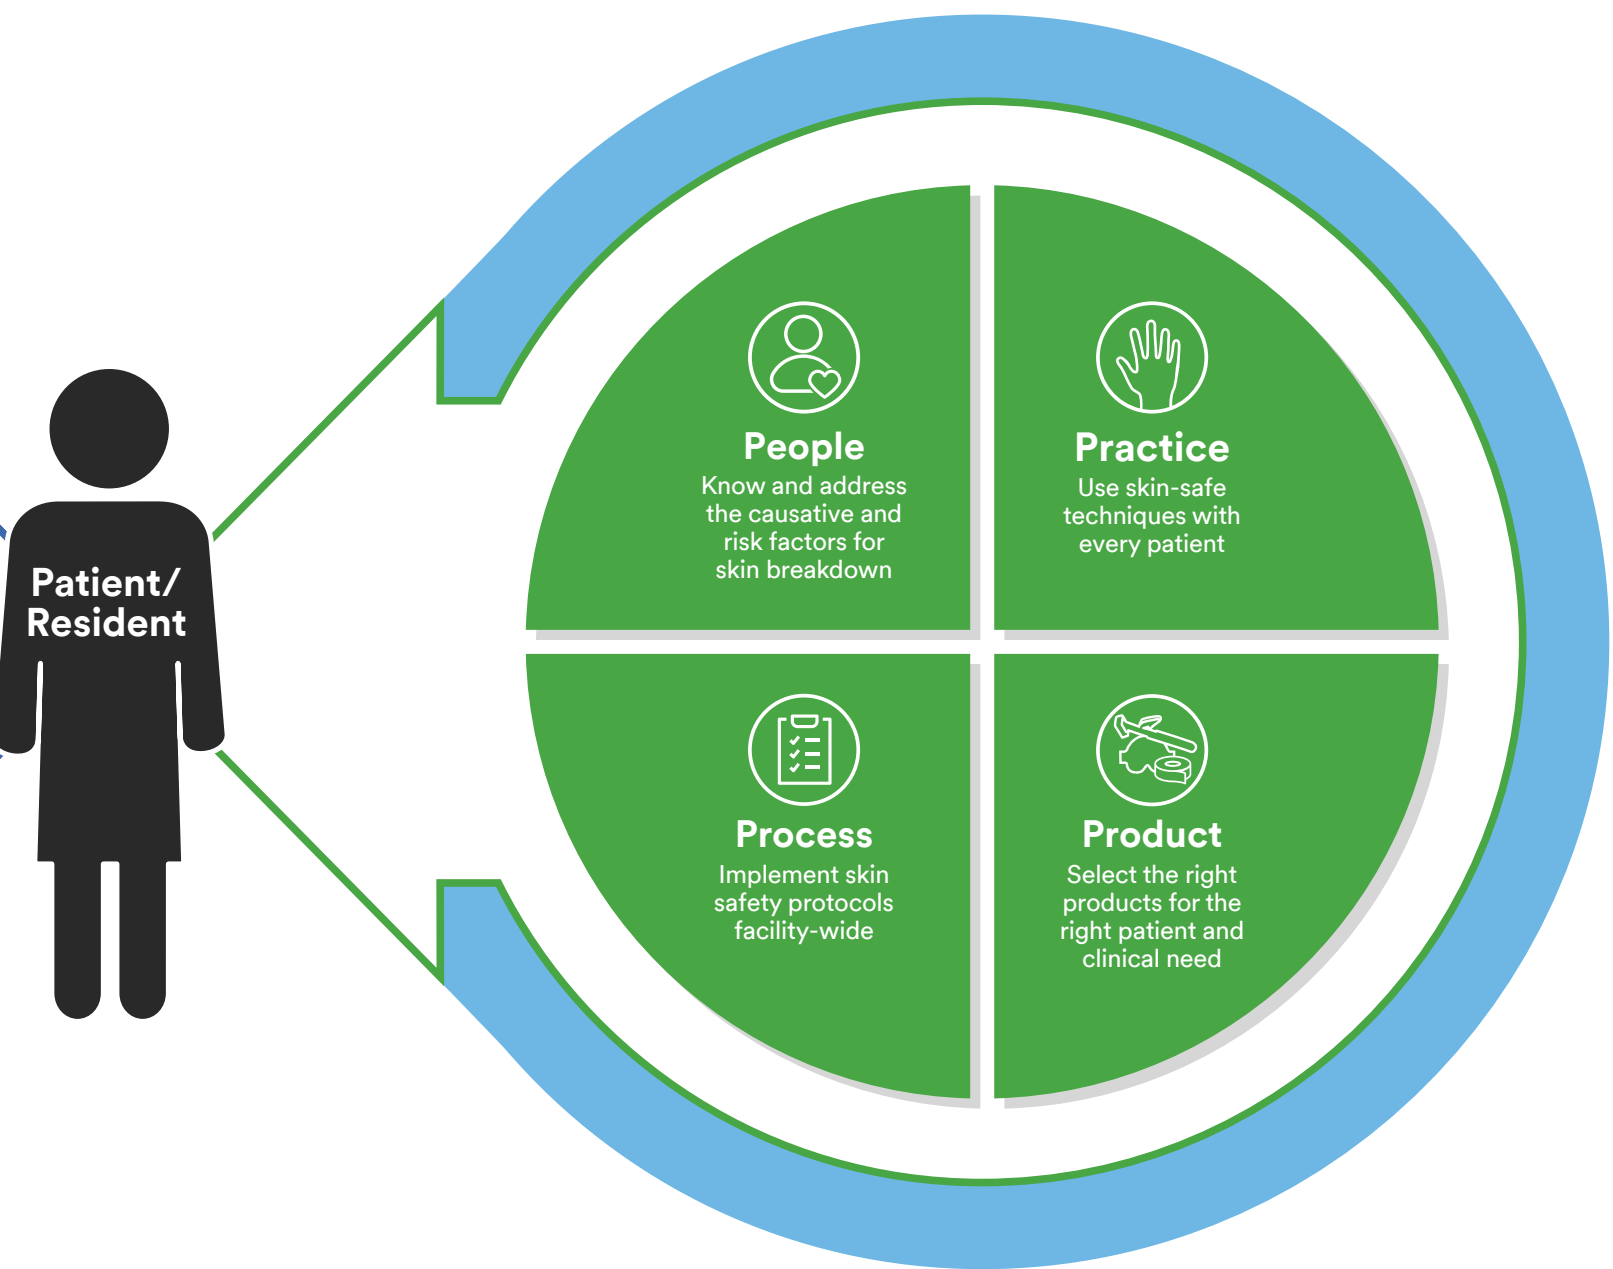 Patient/
Resident
People
Know and address
the causative and
risk factors for
skin breakdown
Practice
Use skin-safe
techniques with
every patient
Process
Implement skin
safety protocols
facility-wide
Product
Select the right
products for the
right patient and
clinical need